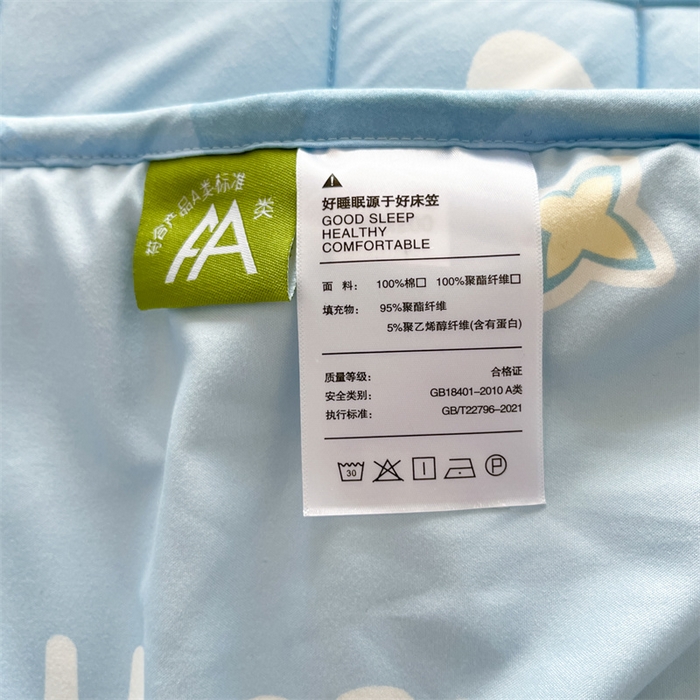 符合产品A类标准
A类
好睡眠源于好床笠
GOOD SLEEP
HEALTHY
COMFORTABLE
面 料： 100%棉□ 100%聚酯纤维□
填充物： 95%聚酯纤维
5%聚乙烯醇纤维(含有蛋白)
质量等级： 合格证
安全类别： GB18401-2010 A类
执行标准： GB/T22796-2021
30
P